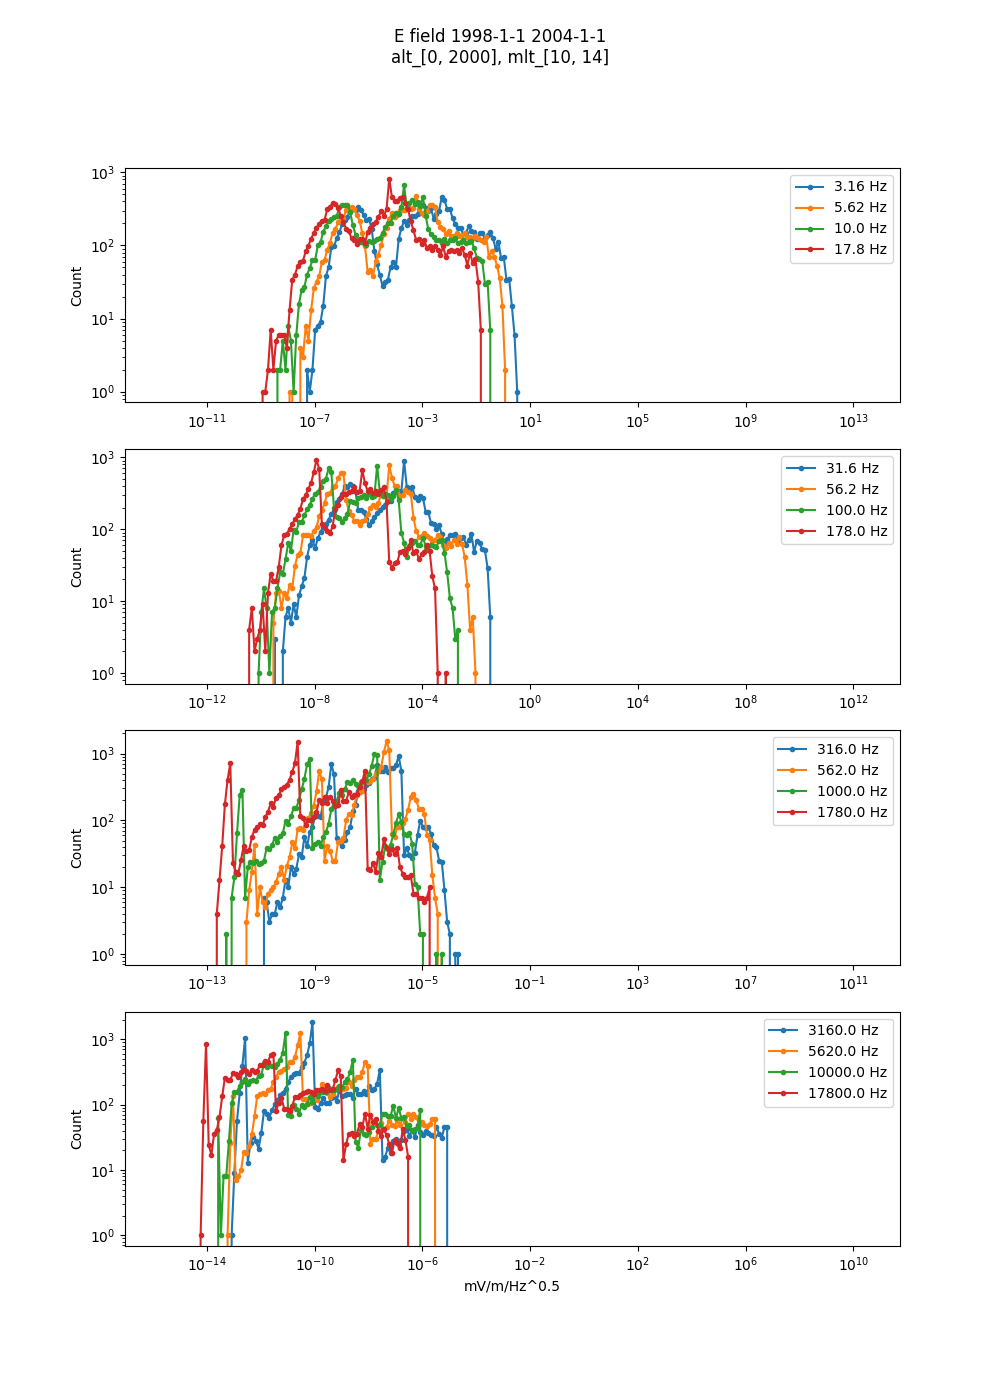 E field 1998-1-1 2004-1-1
alt_[0, 2000], mlt_[10, 14]
10^3
10^2
10^1
10^0
Count
3.16 Hz
5.62 Hz
10.0 Hz
17.8 Hz
10^-11 10^-7 10^-3 10^1 10^5 10^9 10^13
10^3
10^2
10^1
10^0
Count
31.6 Hz
56.2 Hz
100.0 Hz
178.0 Hz
10^-12 10^-8 10^-4 10^0 10^4 10^8 10^12
10^3
10^2
10^1
10^0
Count
316.0 Hz
562.0 Hz
1000.0 Hz
1780.0 Hz
10^-13 10^-9 10^-5 10^-1 10^3 10^7 10^11
10^3
10^2
10^1
10^0
Count
3160.0 Hz
5620.0 Hz
10000.0 Hz
17800.0 Hz
10^-14 10^-10 10^-6 10^-2 10^2 10^6 10^10
mV/m/Hz^0.5